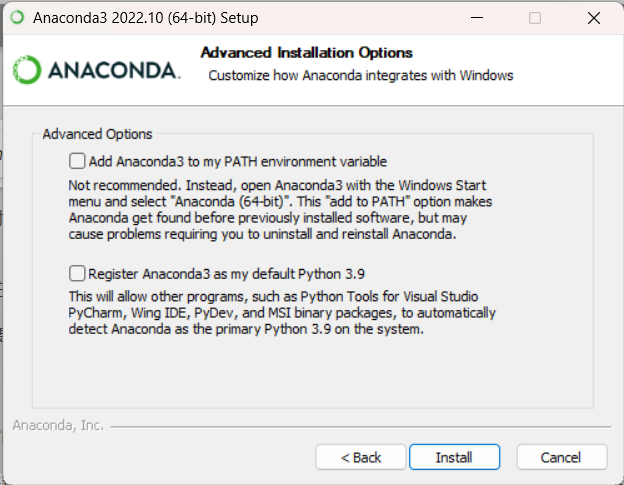 Anaconda3 2022.10 (64-bit) Setup
Advanced Installation Options
ANACONDA.
Customize how Anaconda integrates with Windows
Advanced Options
Add Anaconda3 to my PATH environment variable
Not recommended. Instead, open Anaconda3 with the Windows Start
menu and select "Anaconda (64-bit)". This "add to PATH" option makes
Anaconda get found before previously installed software, but may
cause problems requiring you to uninstall and reinstall Anaconda.
Register Anaconda3 as my default Python 3.9
This will allow other programs, such as Python Tools for Visual Studio
PyCharm, Wing IDE, PyDev, and MSI binary packages, to automatically
detect Anaconda as the primary Python 3.9 on the system.
Anaconda, Inc.
< Back Install Cancel